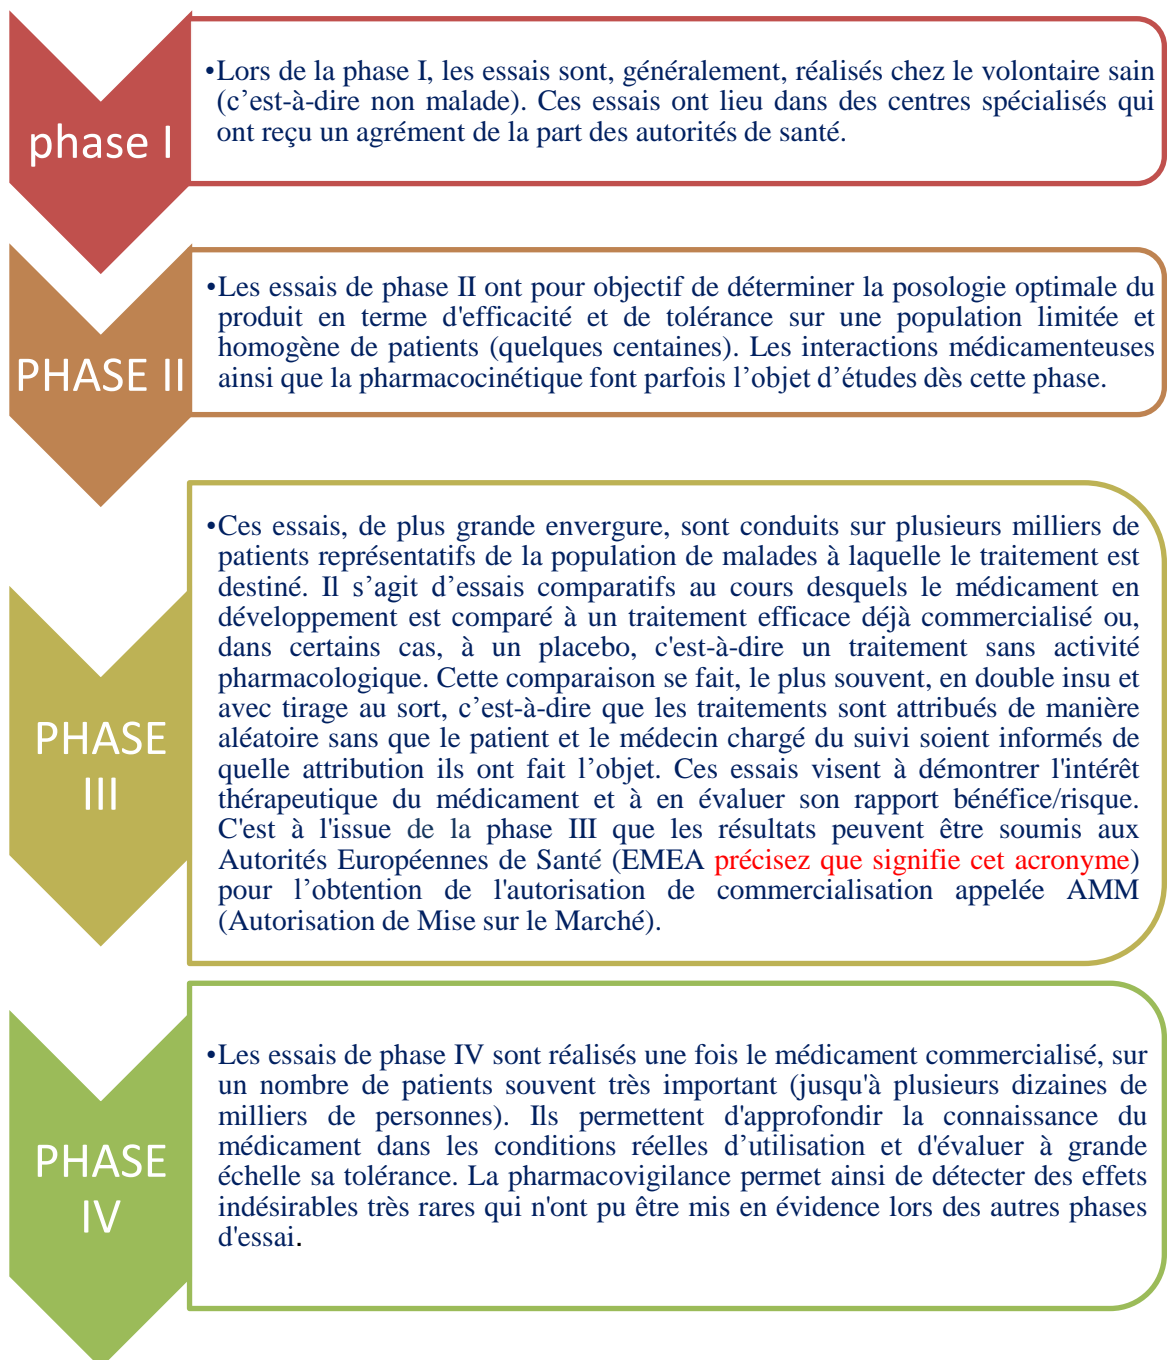 phase I
•Lors de la phase I, les essais sont, généralement, réalisés chez le volontaire sain
(c’est-à-dire non malade). Ces essais ont lieu dans des centres spécialisés qui
ont reçu un agrément de la part des autorités de santé.
PHASE II
•Les essais de phase II ont pour objectif de déterminer la posologie optimale du
produit en terme d'efficacité et de tolérance sur une population limitée et
homogène de patients (quelques centaines). Les interactions médicamenteuses
ainsi que la pharmacocinétique font parfois l’objet d’études dès cette phase.
PHASE
III
•Ces essais, de plus grande envergure, sont conduits sur plusieurs milliers de
patients représentatifs de la population de malades à laquelle le traitement est
destiné. Il s’agit d’essais comparatifs au cours desquels le médicament en
développement est comparé à un traitement efficace déjà commercialisé ou,
dans certains cas, à un placebo, c'est-à-dire un traitement sans activité
pharmacologique. Cette comparaison se fait, le plus souvent, en double insu et
avec tirage au sort, c’est-à-dire que les traitements sont attribués de manière
aléatoire sans que le patient et le médecin chargé du suivi soient informés de
quelle attribution ils ont fait l’objet. Ces essais visent à démontrer l'intérêt
thérapeutique du médicament et à en évaluer son rapport bénéfice/risque.
C'est à l'issue de la phase III que les résultats peuvent être soumis aux
Autorités Européennes de Santé (EMEA précisez que signifie cet acronyme)
pour l’obtention de l'autorisation de commercialisation appelée AMM
(Autorisation de Mise sur le Marché).
PHASE
IV
•Les essais de phase IV sont réalisés une fois le médicament commercialisé, sur
un nombre de patients souvent très important (jusqu'à plusieurs dizaines de
milliers de personnes). Ils permettent d'approfondir la connaissance du
médicament dans les conditions réelles d’utilisation et d'évaluer à grande
échelle sa tolérance. La pharmacovigilance permet ainsi de détecter des effets
indésirables très rares qui n'ont pu être mis en évidence lors des autres phases
d'essai.